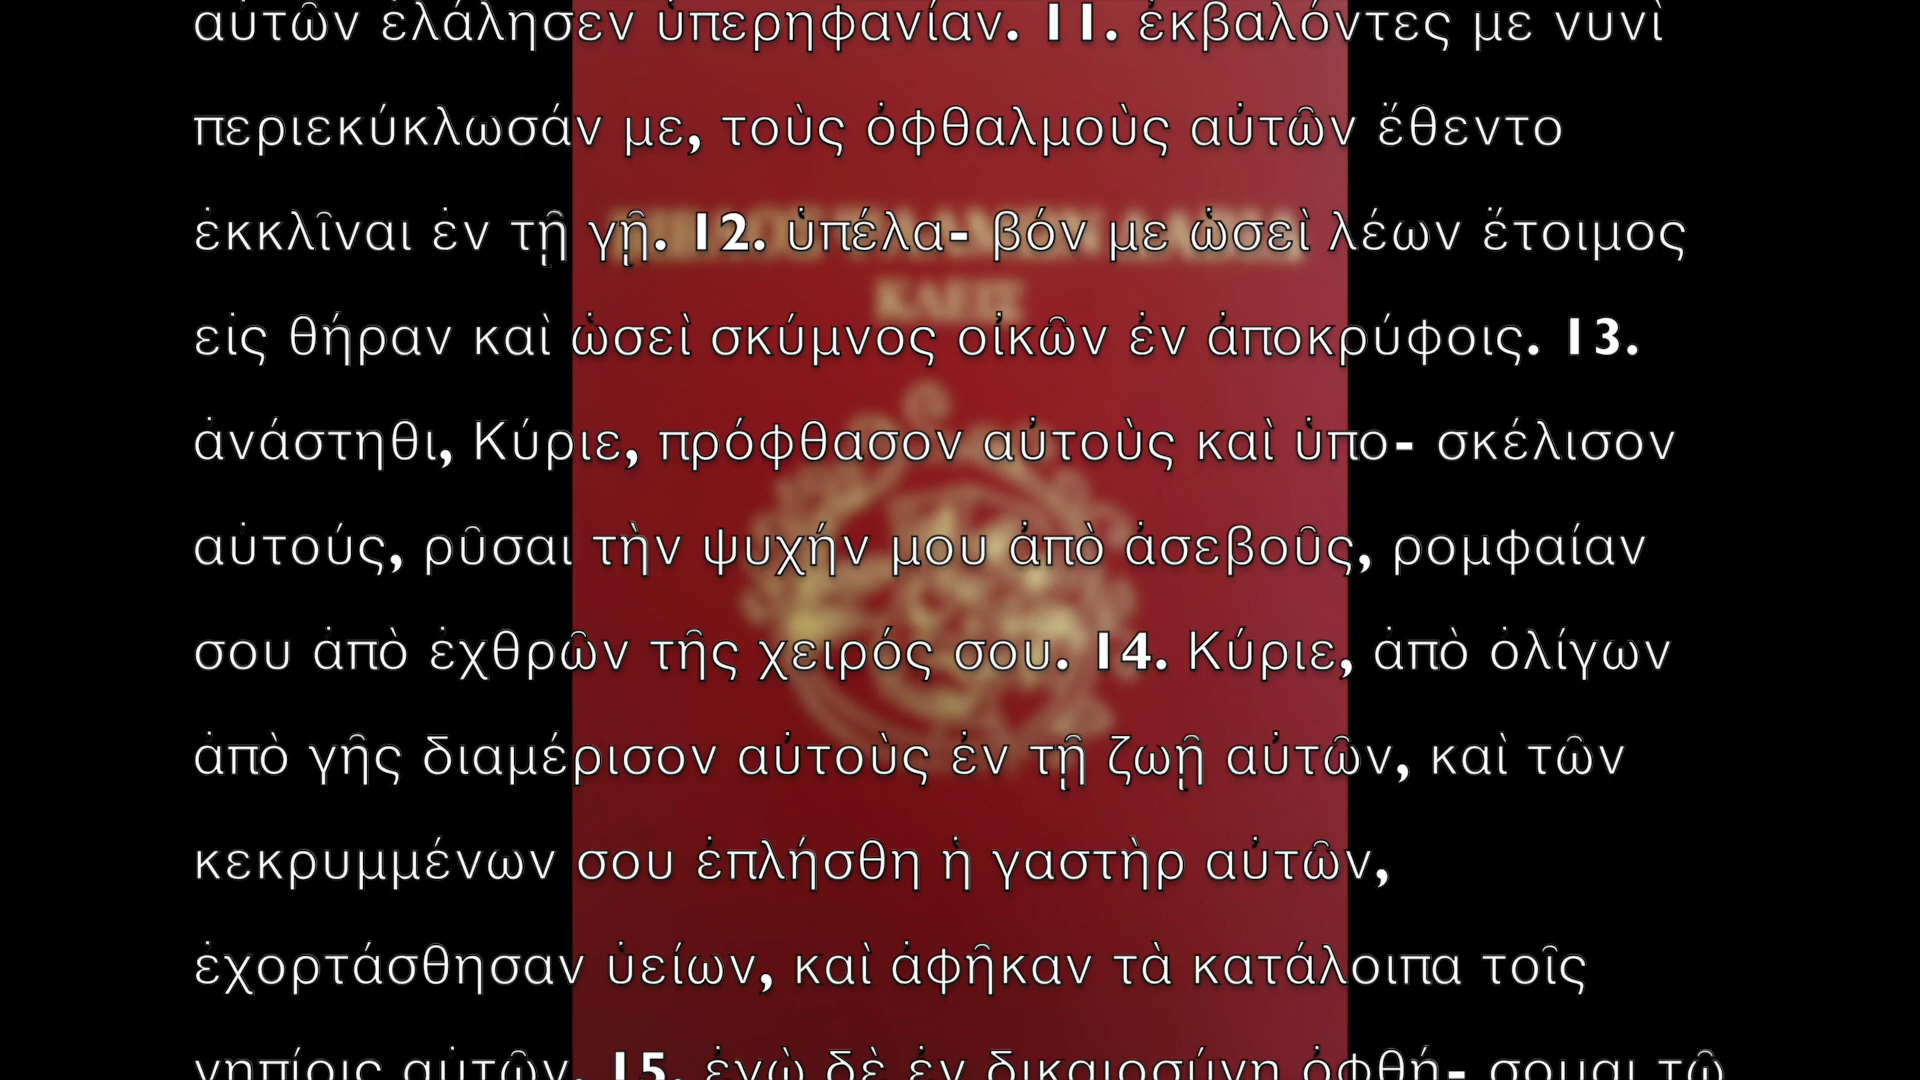 αὐτῶν ἐλάλησεν ὑπερηφανίαν. 11. ἐκβαλόντες με νυνὶ
περιεκύκλωσάν με, τοὺς ὀφθαλμοὺς αὐτῶν ἔθεντο
ἐκκλῖναι ἐν τῇ γῇ. 12. ὑπέλα- βόν με ὡσεὶ λέων ἕτοιμος
εἰς θήραν καὶ ὡσεὶ σκύμνος οἰκῶν ἐν ἀποκρύφοις. 13.
ΚΛΕΙΣ
ἀνάστηθι, Κύριε, πρόφθασον αὐτοὺς καὶ ὑπο- σκέλισον
αὐτούς, ρῦσαι τὴν ψυχήν μου ἀπὸ ἀσεβοῦς, ρομφαίαν
σου ἀπὸ ἐχθρῶν τῆς χειρός σου. 14. Κύριε, ἀπὸ ὀλίγων
ἀπὸ γῆς διαμέρισον αὐτοὺς ἐν τῇ ζωῇ αὐτῶν, καὶ τῶν
κεκρυμμένων σου ἐπλήσθη ἡ γαστὴρ αὐτῶν,
ἐχορτάσθησαν ὑείων, καὶ ἀφῆκαν τὰ κατάλοιπα τοῖς
νηπίοις αὐτῶν. 15. ἐγὼ δὲ ἐν δικαιοσύνῃ ὀφθή- σομαι τῷ